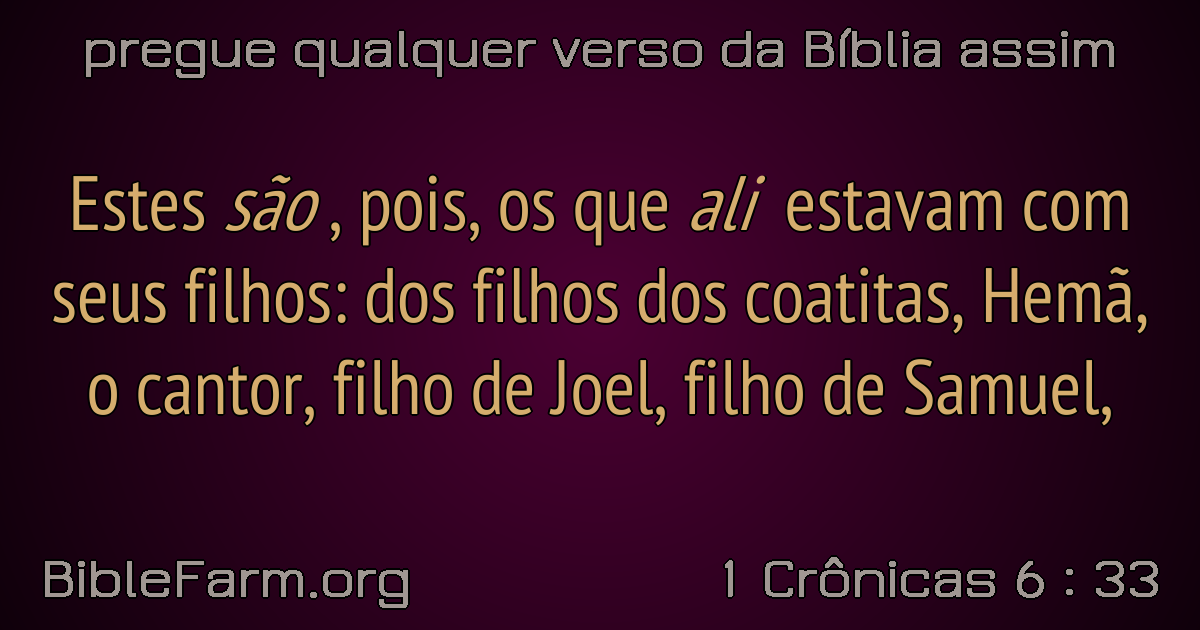 pregue qualquer verso da Bíblia assim
Estes são , pois, os que ali estavam com
seus filhos: dos filhos dos coatitas, Hemã,
o cantor, filho de Joel, filho de Samuel,
BibleFarm.org
1 Crônicas 6 : 33